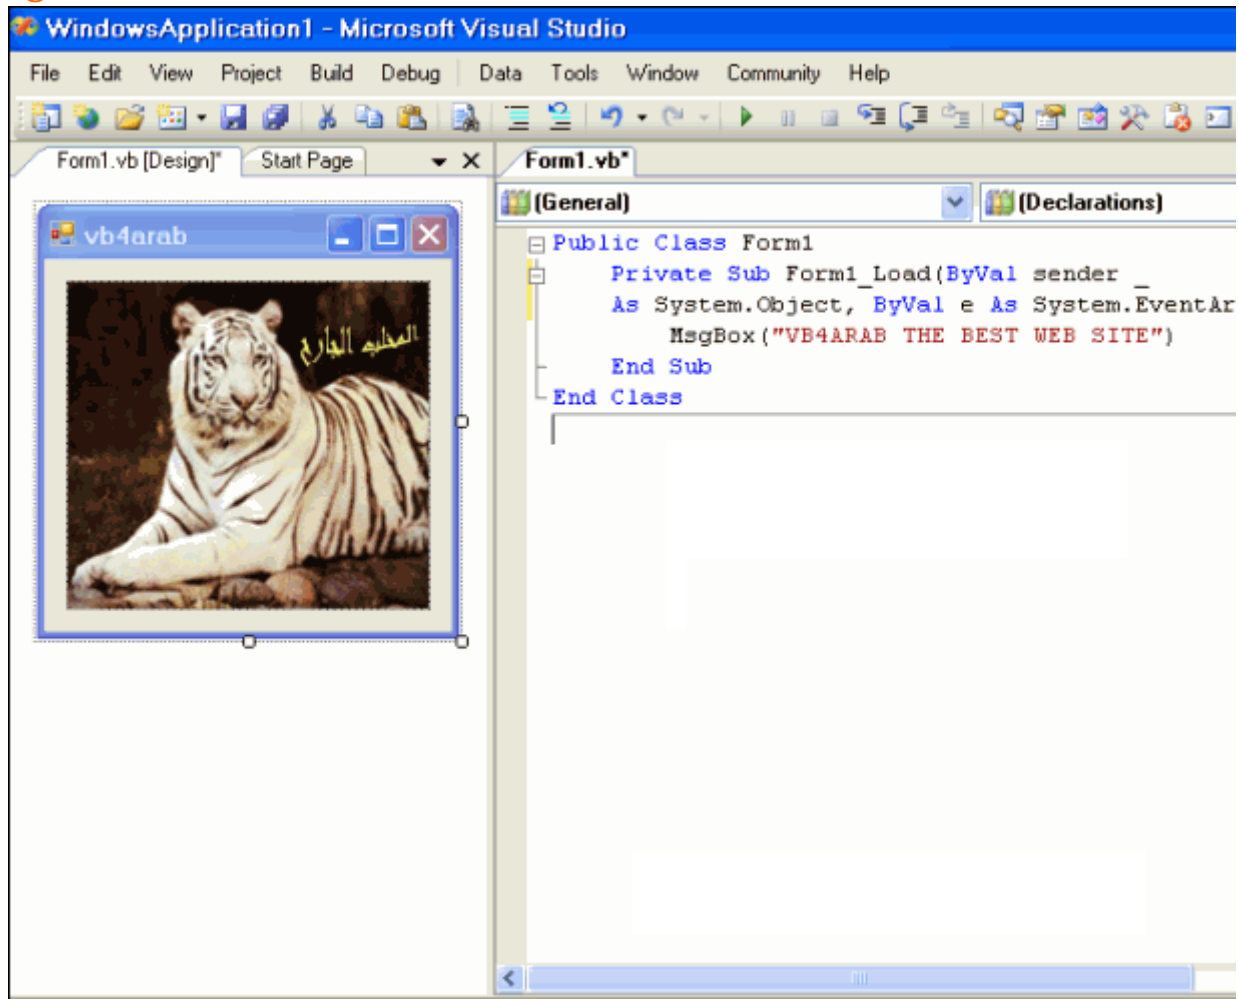 WindowsApplication1 - Microsoft Visual Studio
File Edit View Project Build Debug Data Tools Window Community Help
Form1.vb [Design]* Start Page
Form1.vb*
(General) (Declarations)
vb4arab
المخلب الجارح
Public Class Form1
Private Sub Form1_Load(ByVal sender _
As System.Object, ByVal e As System.EventAr
MsgBox("VB4ARAB THE BEST WEB SITE")
End Sub
End Class